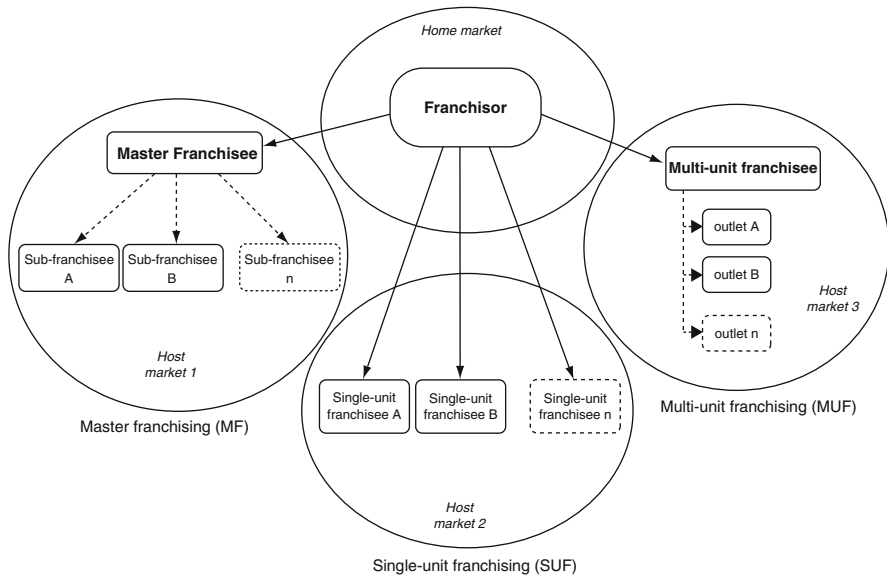 Home market
Franchisor
Master Franchisee
Sub-franchisee
A
Sub-franchisee
B
Sub-franchisee
n
Host
market 1
Master franchising (MF)
Single-unit
franchisee A
Single-unit
franchisee B
Single-unit
franchisee n
Host
market 2
Single-unit franchising (SUF)
Multi-unit franchisee
outlet A
outlet B
outlet n
Host
market 3
Multi-unit franchising (MUF)